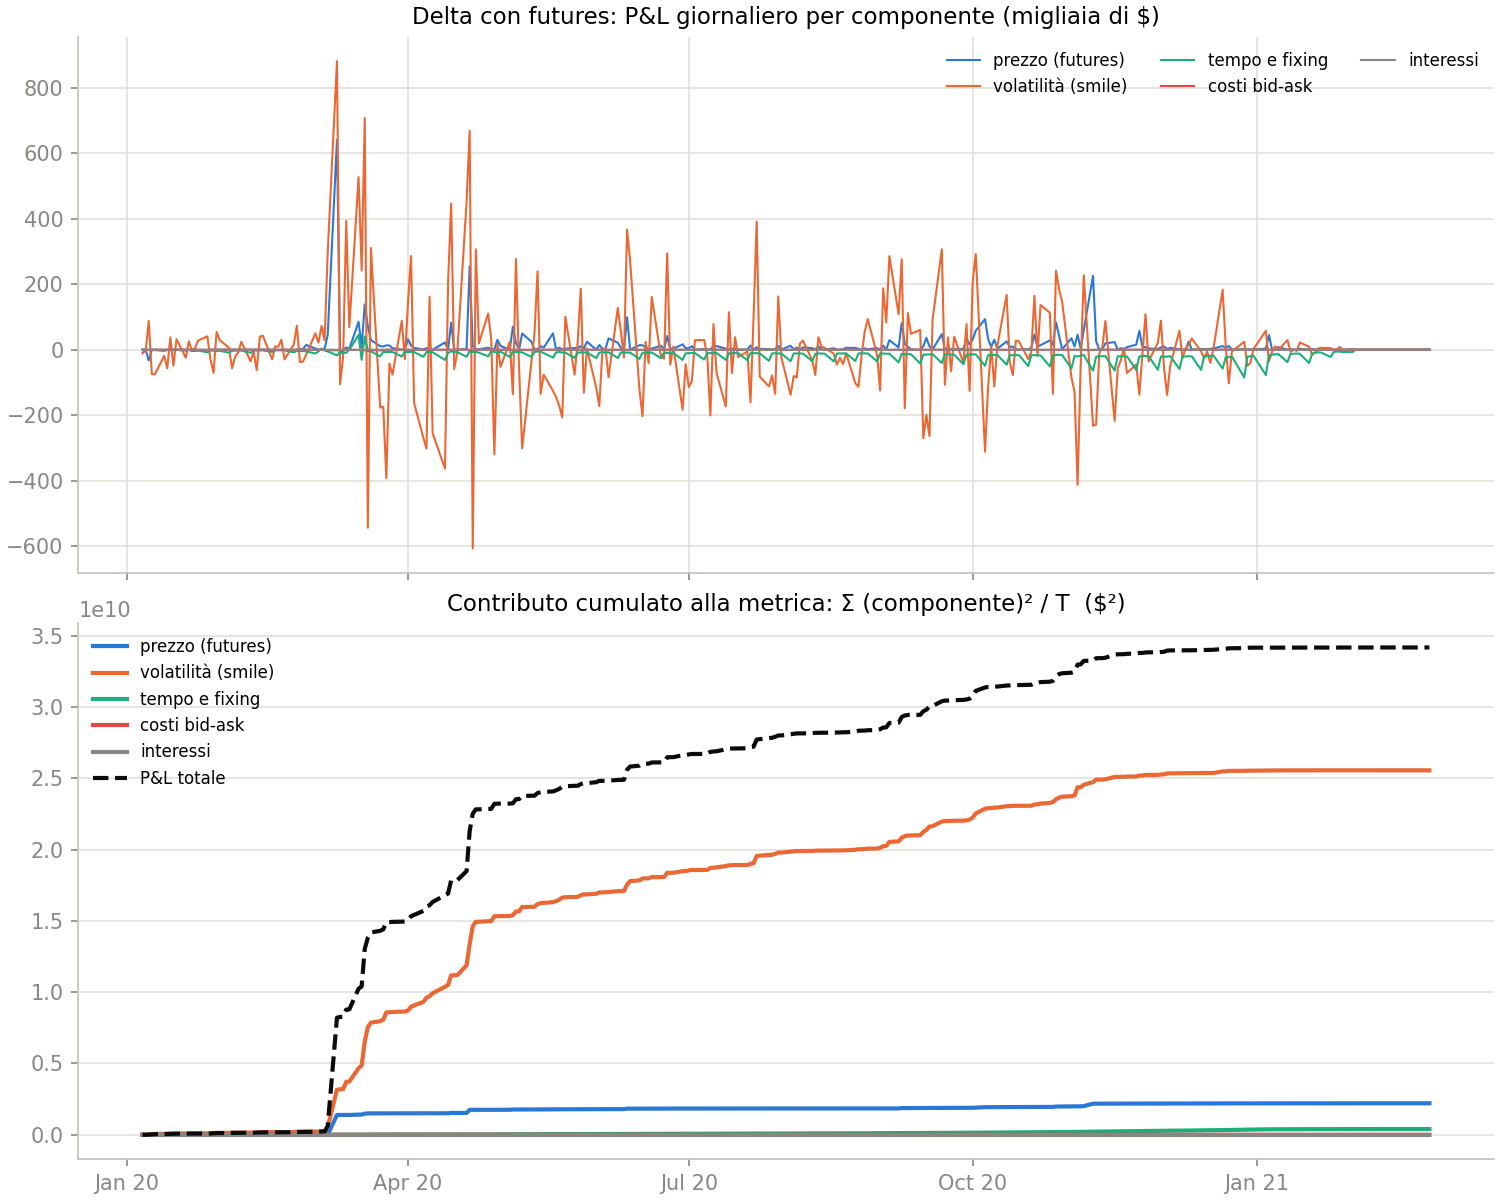 Delta con futures: P&L giornaliero per componente (migliaia di $)
prezzo (futures)
volatilità (smile)
tempo e fixing
costi bid-ask
interessi
800
600
400
200
0
−200
−400
−600
1e10
Contributo cumulato alla metrica: Σ (componente)² / T ($²)
prezzo (futures)
volatilità (smile)
tempo e fixing
costi bid-ask
interessi
P&L totale
3.5
3.0
2.5
2.0
1.5
1.0
0.5
0.0
Jan 20
Apr 20
Jul 20
Oct 20
Jan 21